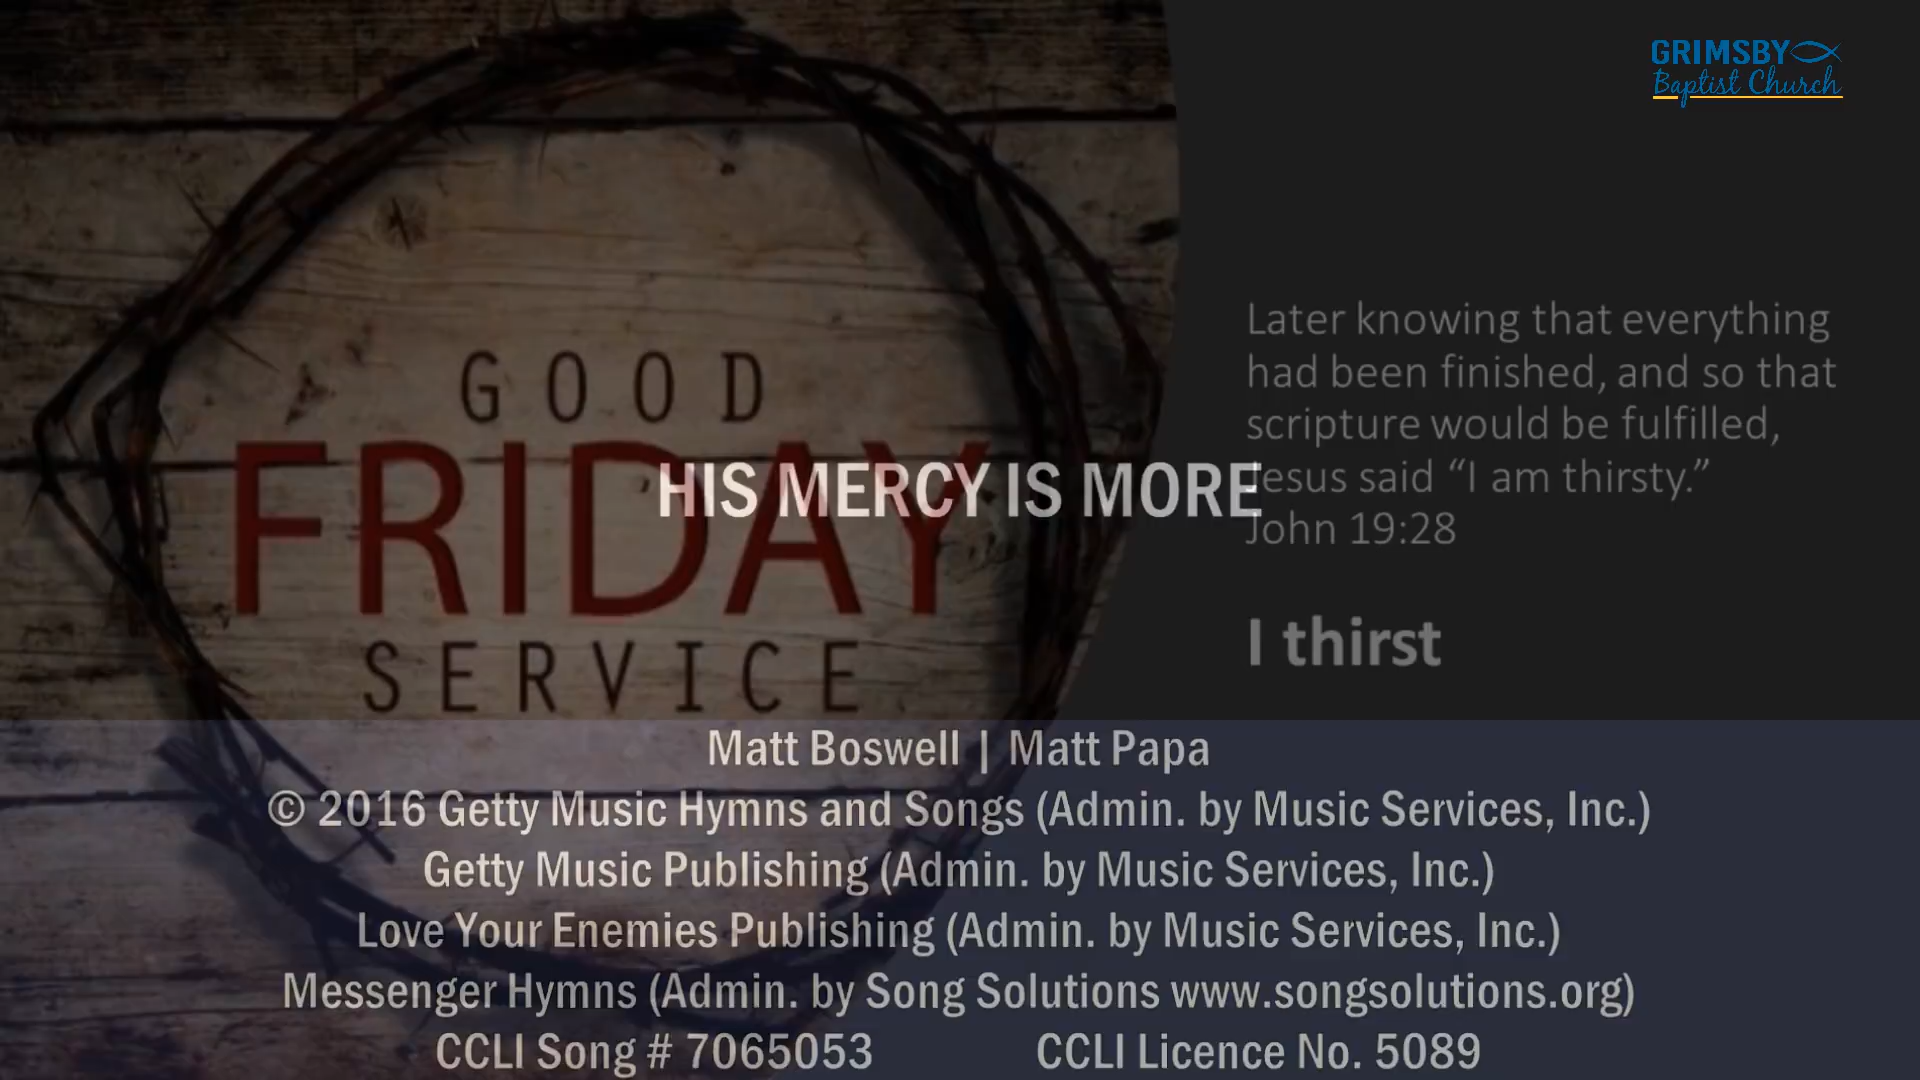 GRIMSBY
Baptist Church
GOOD
FRIDAY
SERVICE
Later knowing that everything
had been finished, and so that
scripture would be fulfilled,
Jesus said “I am thirsty.”
John 19:28
I thirst
HIS MERCY IS MORE
Matt Boswell | Matt Papa
© 2016 Getty Music Hymns and Songs (Admin. by Music Services, Inc.)
Getty Music Publishing (Admin. by Music Services, Inc.)
Love Your Enemies Publishing (Admin. by Music Services, Inc.)
Messenger Hymns (Admin. by Song Solutions www.songsolutions.org)
CCLI Song # 7065053 CCLI Licence No. 5089